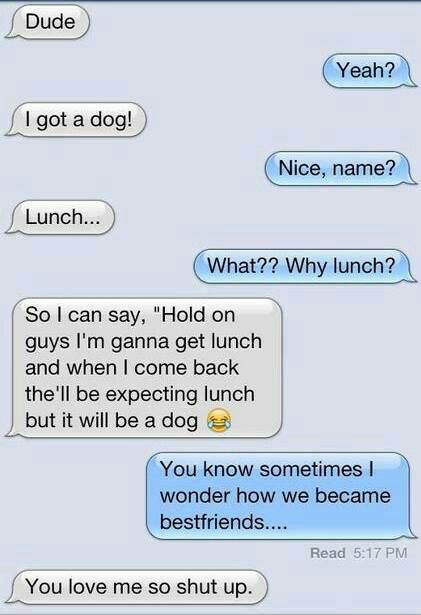 Dude
Yeah?
I got a dog!
Nice, name?
Lunch...
What?? Why lunch?
So I can say, "Hold on
guys I'm ganna get lunch
and when I come back
the'll be expecting lunch
but it will be a dog 😂
You know sometimes I
wonder how we became
bestfriends....
Read 5:17 PM
You love me so shut up.